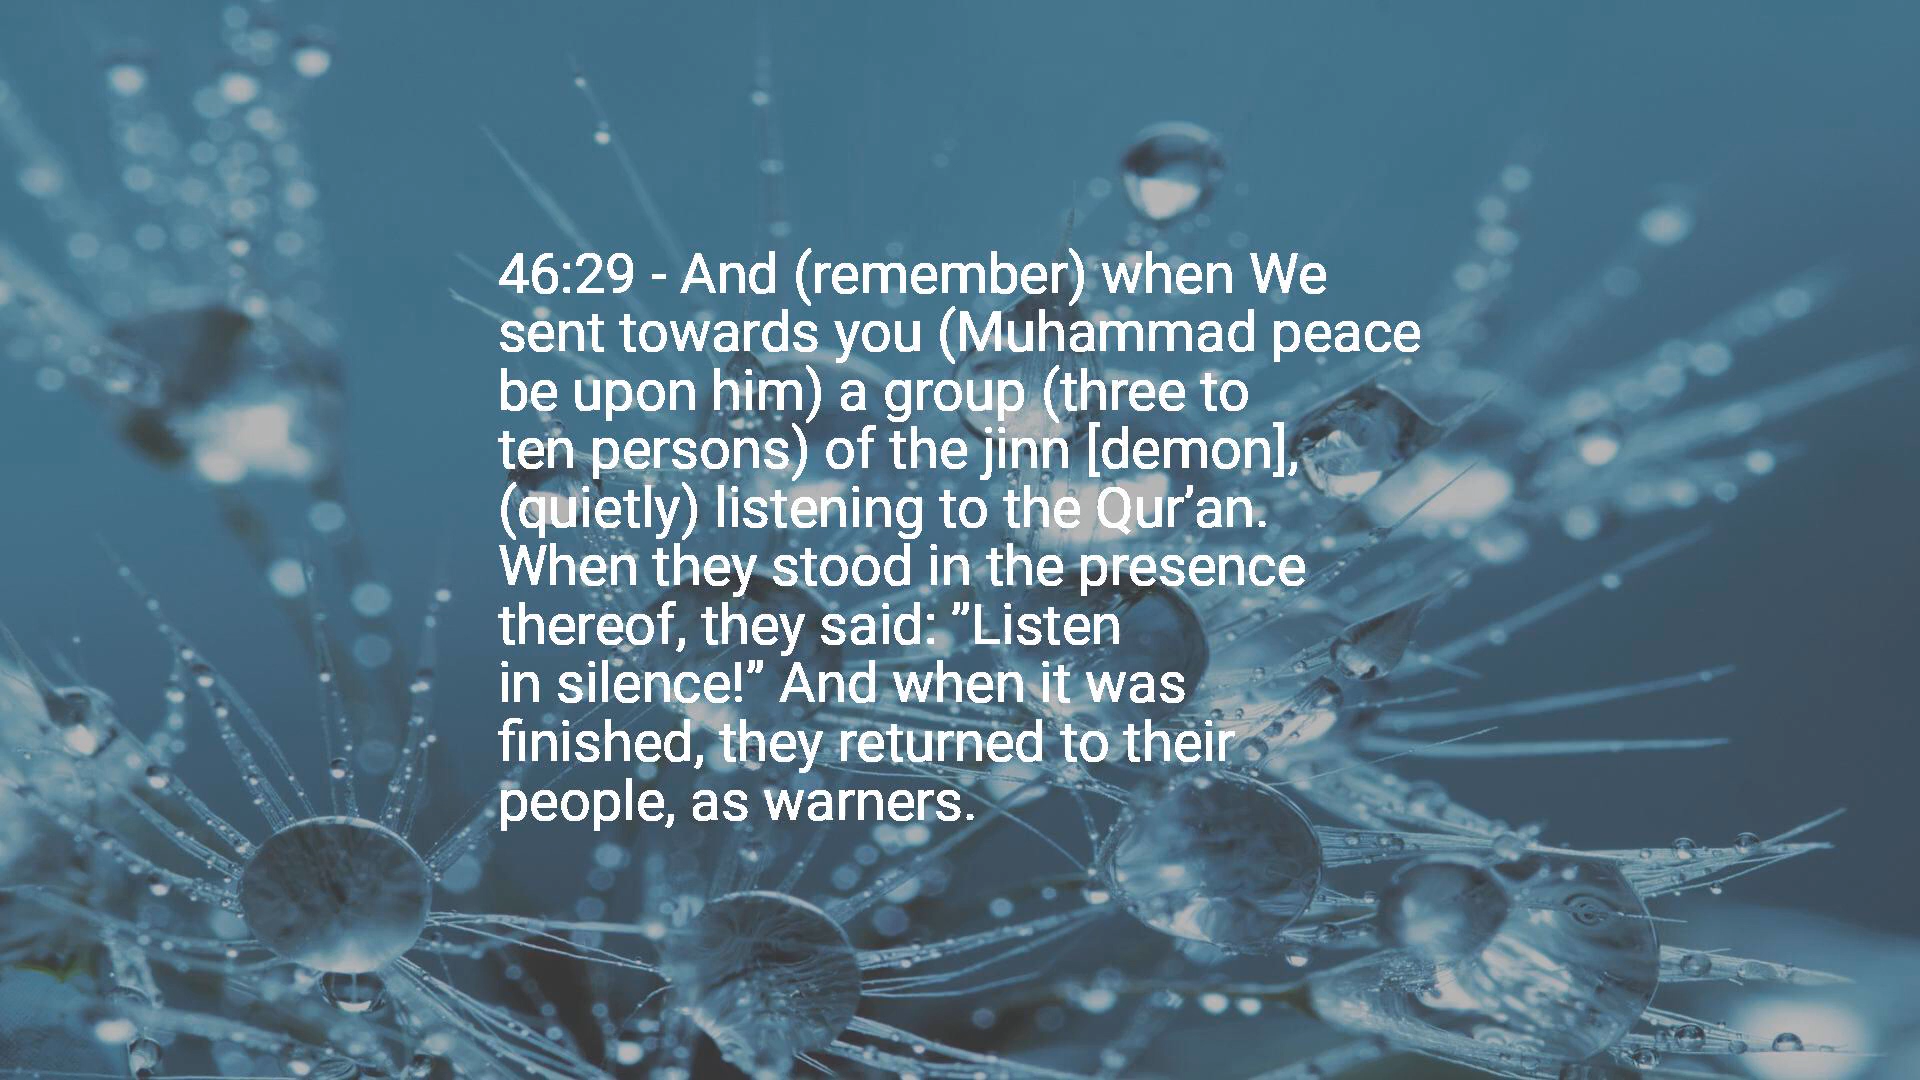 46:29 - And (remember) when We
sent towards you (Muhammad peace
be upon him) a group (three to
ten persons) of the jinn [demon],
(quietly) listening to the Qur’an.
When they stood in the presence
thereof, they said: ”Listen
in silence!” And when it was
finished, they returned to their
people, as warners.